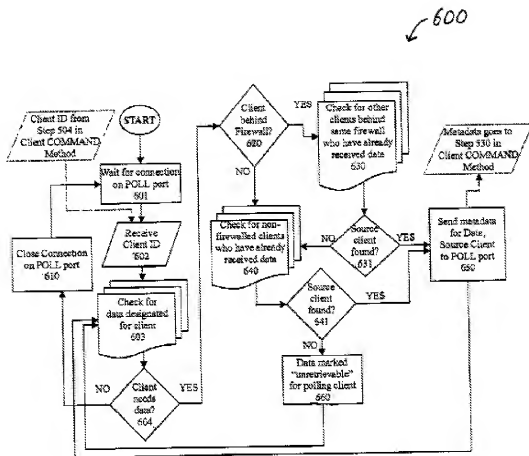 600
Client ID from
Step 504 in
Client COMMAND
Method
START
Wait for connection
on POLL port
601
Receive
Client ID
602
Close Connection
on POLL port
610
Check for
data designated
for client
603
NO
Client
needs
data?
604
YES
Client
behind
Firewall?
620
YES
NO
Check for other
clients behind
same firewall
who have already
received data
630
Check for non-
firewalled clients
who have already
received data
640
Source
client
found?
631
NO
YES
Source
client
found?
641
YES
NO
Data marked
"unretrievable"
for polling client
660
Send metadata
for Date,
Source Client
to POLL port
650
Metadata goes to
Step 530 in
Client COMMAND
Method